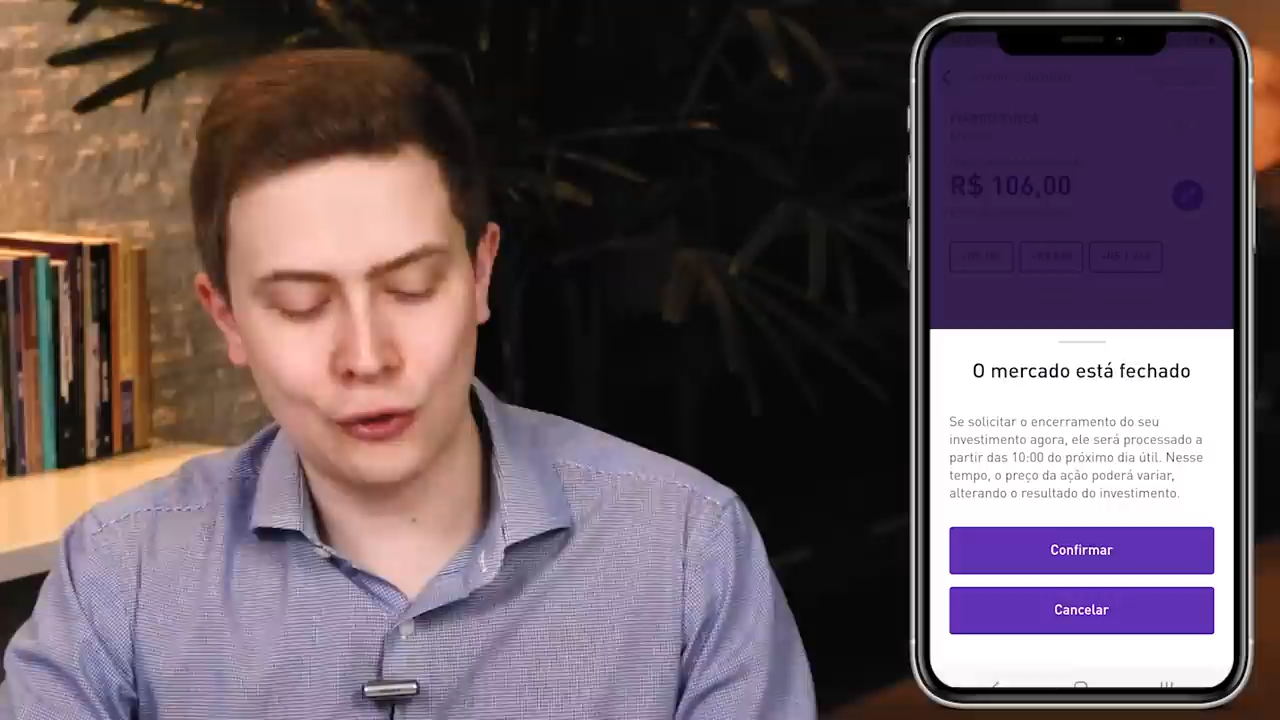 R$ 106,00
O mercado está fechado
Se solicitar o encerramento do seu
investimento agora, ele será processado a
partir das 10:00 do próximo dia útil. Nesse
tempo, o preço da ação poderá variar,
alterando o resultado do investimento.
Confirmar
Cancelar